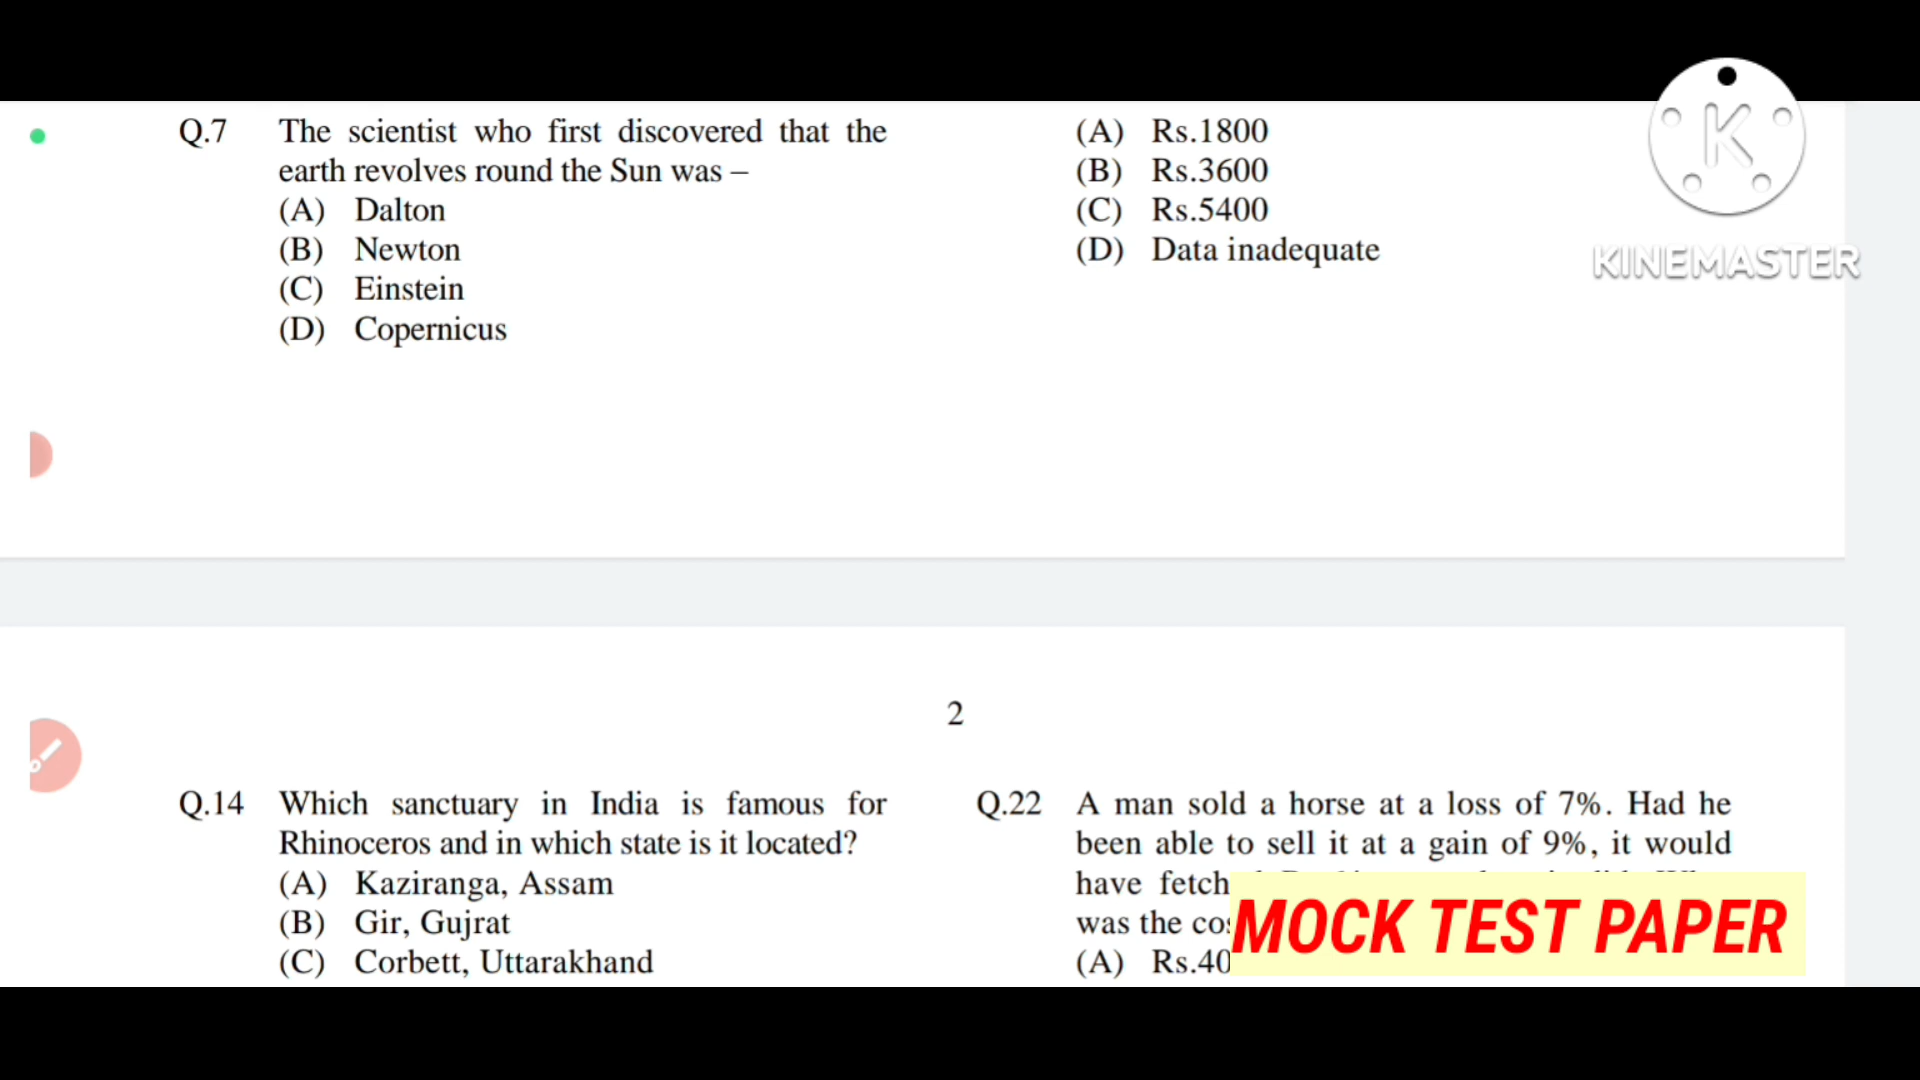 Q.7 The scientist who first discovered that the
earth revolves round the Sun was –
(A) Dalton
(B) Newton
(C) Einstein
(D) Copernicus
(A) Rs.1800
(B) Rs.3600
(C) Rs.5400
(D) Data inadequate
K
KINEMASTER
2
Q.14 Which sanctuary in India is famous for
Rhinoceros and in which state is it located?
(A) Kaziranga, Assam
(B) Gir, Gujrat
(C) Corbett, Uttarakhand
Q.22 A man sold a horse at a loss of 7%. Had he
been able to sell it at a gain of 9%, it would
have
was the
(A)
MOCK TEST PAPER